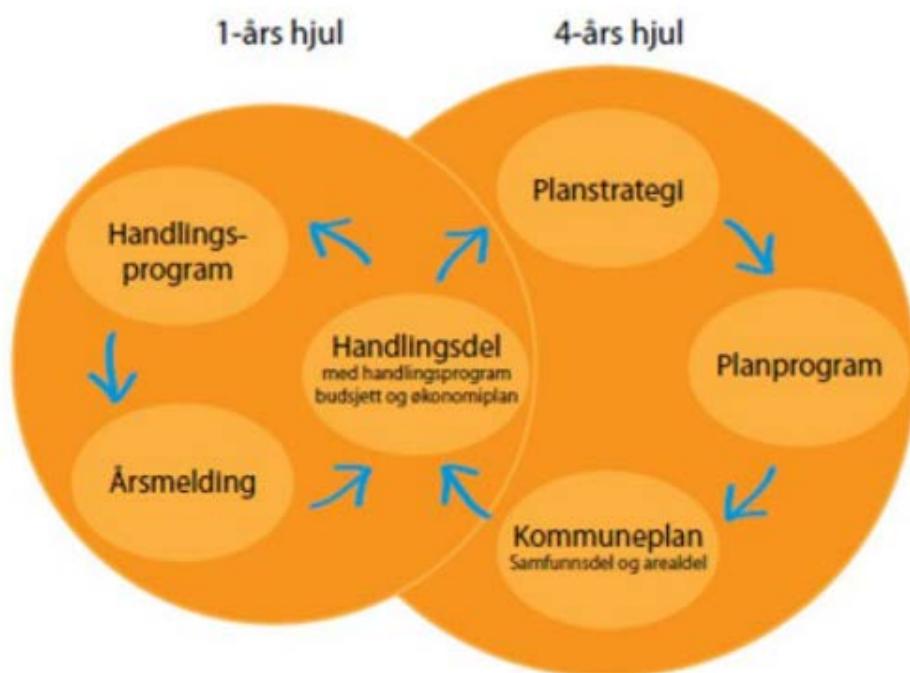 1-års hjul
4-års hjul
Handlings-
program
Årsmelding
Handlingsdel
med handlingsprogram
budsjett og økonomiplan
Planstrategi
Planprogram
Kommuneplan
Samfunnsdel og arealdel